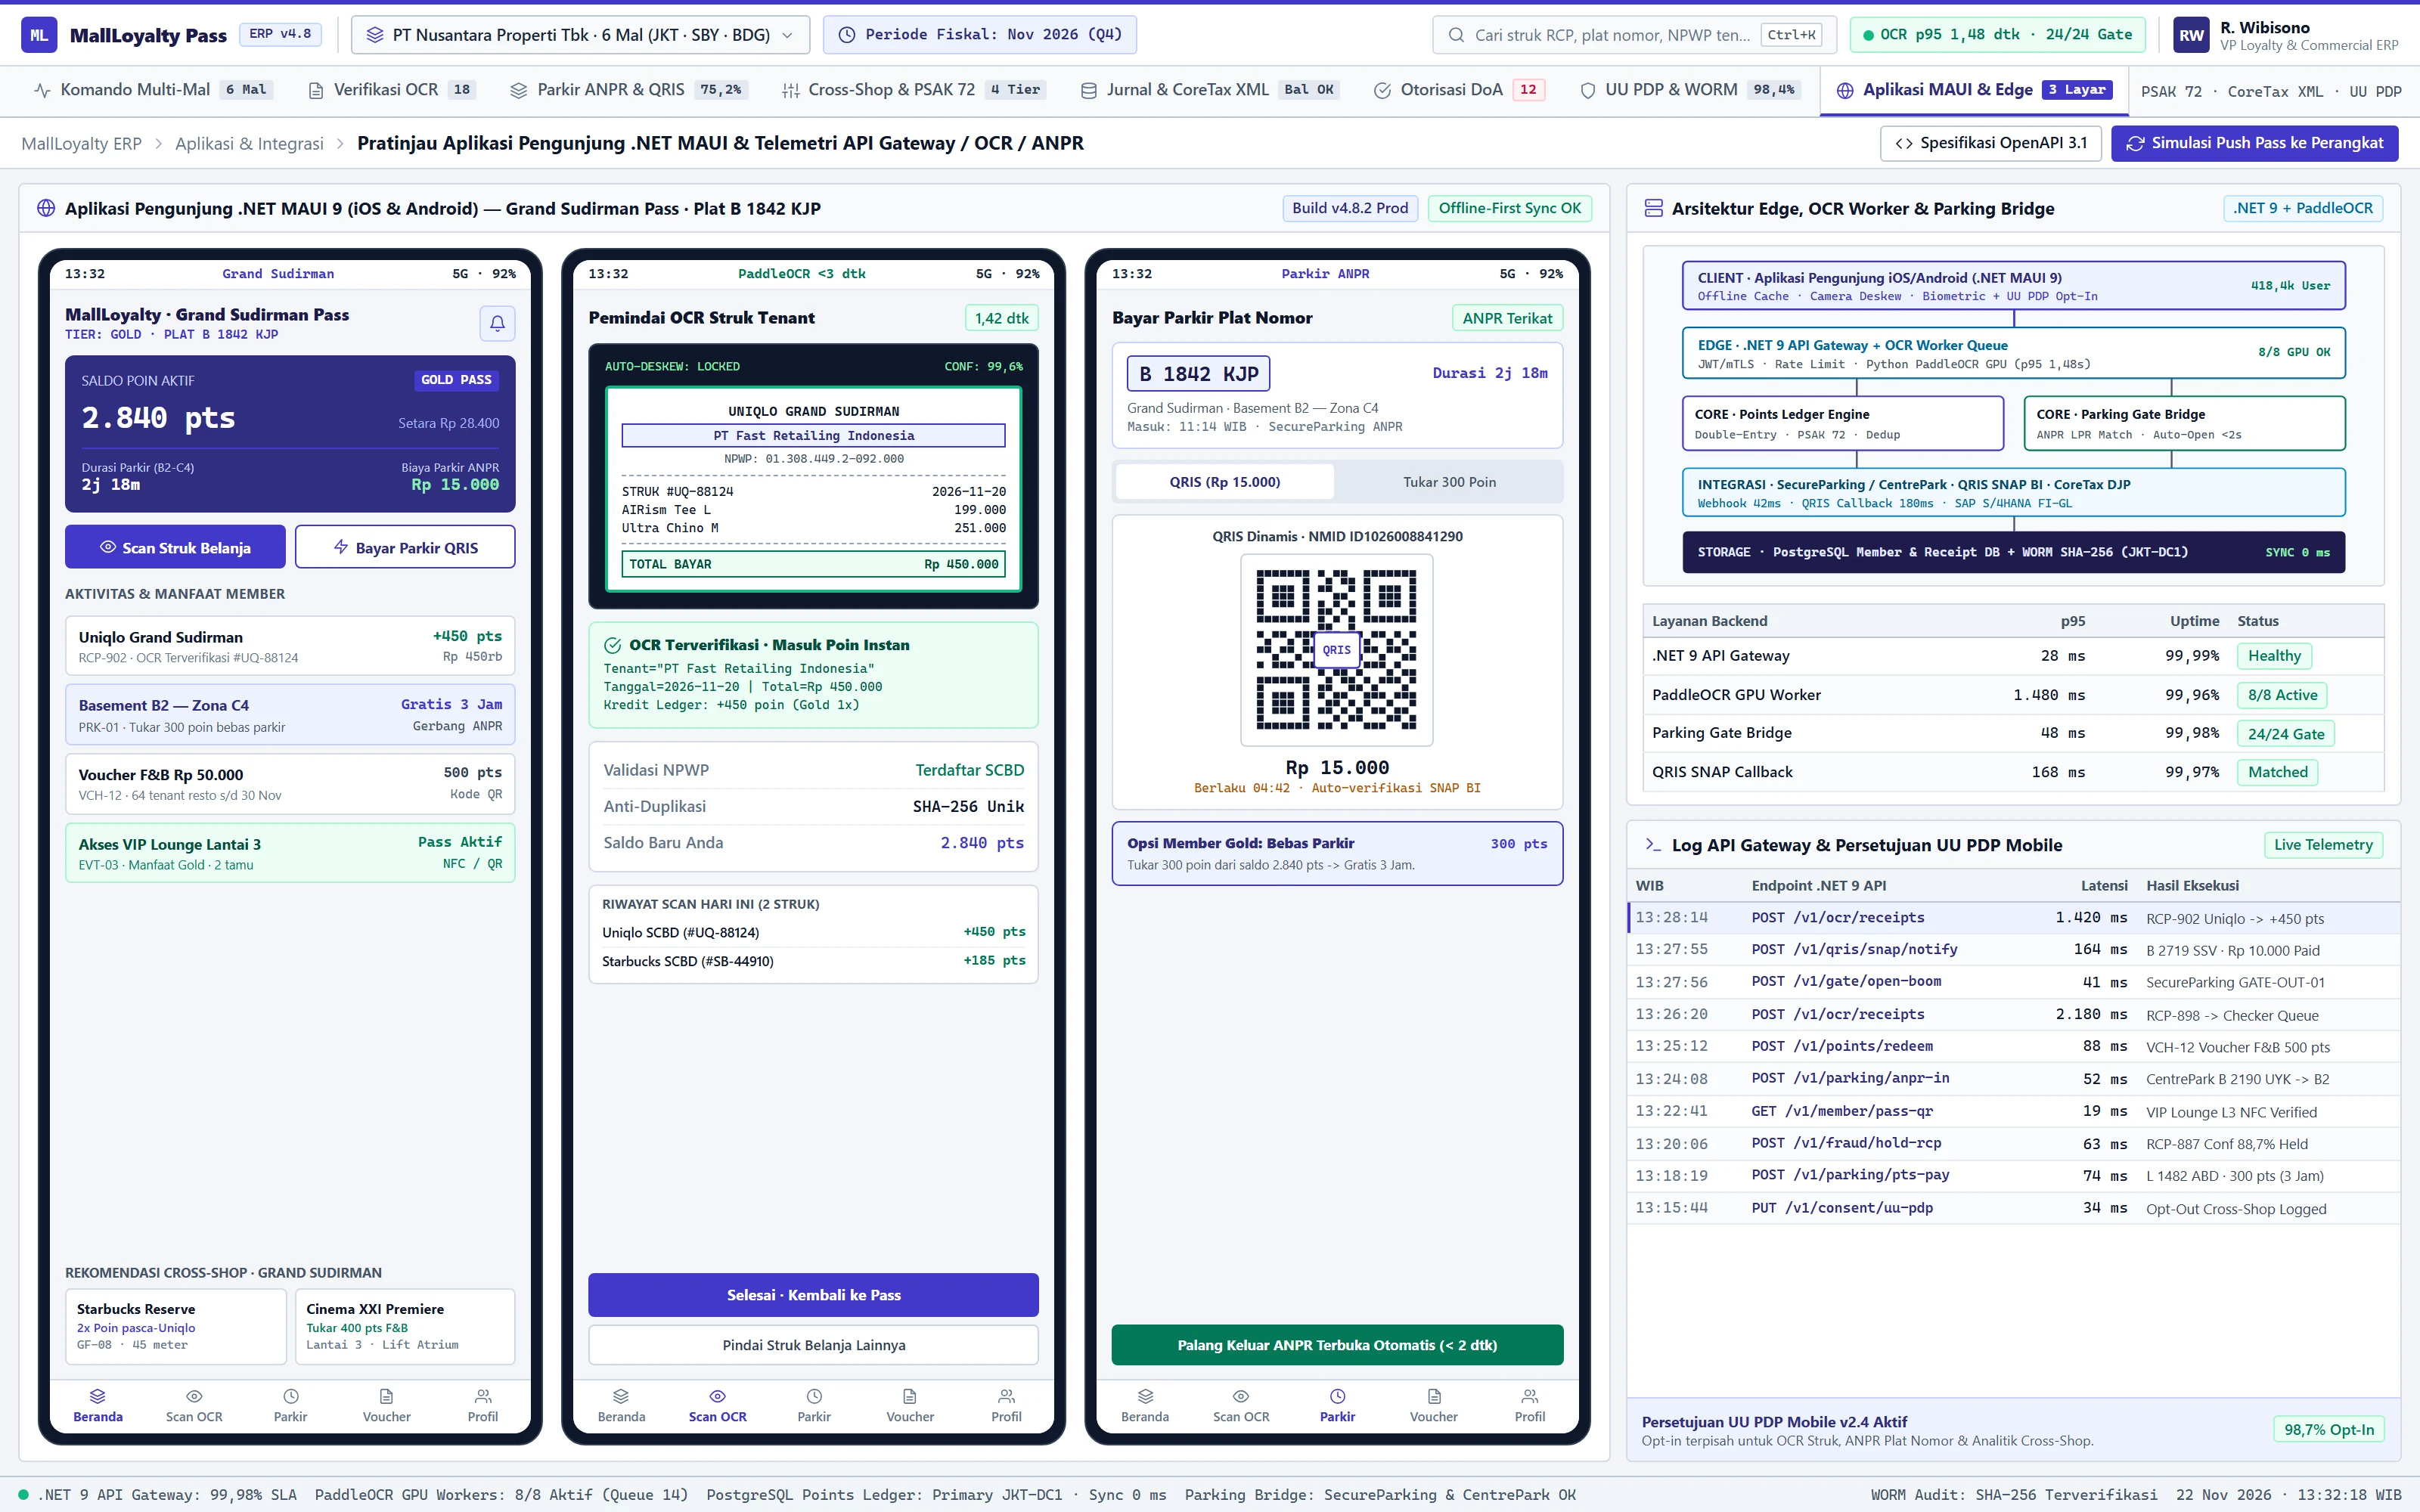 ML MallLoyalty Pass ERP v4.8 PT Nusantara Properti Tbk · 6 Mal (JKT · SBY · BDG) Periode Fiskal: Nov 2026 (Q4) Cari struk RCP, plat nomor, NPWP ten... Ctrl+K OCR p95 1,48 dtk · 24/24 Gate RW R. Wibisono
VP Loyalty & Commercial ERP
Komando Multi-Mal 6 Mal Verifikasi OCR 18 Parkir ANPR & QRIS 75,2% Cross-Shop & PSAK 72 4 Tier Jurnal & CoreTax XML Bal OK Otorisasi DoA 12 UU PDP & WORM 98,4% Aplikasi MAUI & Edge 3 Layar PSAK 72 · CoreTax XML · UU PDP
MallLoyalty ERP > Aplikasi & Integrasi > Pratinjau Aplikasi Pengunjung .NET MAUI & Telemetri API Gateway / OCR / ANPR Spesifikasi OpenAPI 3.1 Simulasi Push Pass ke Perangkat
Aplikasi Pengunjung .NET MAUI 9 (iOS & Android) — Grand Sudirman Pass · Plat B 1842 KJP Build v4.8.2 Prod Offline-First Sync OK
13:32 Grand Sudirman 5G · 92%
MallLoyalty · Grand Sudirman Pass
TIER: GOLD · PLAT B 1842 KJP
SALDO POIN AKTIF GOLD PASS
2.840 pts Setara Rp 28.400
Durasi Parkir (B2-C4) Biaya Parkir ANPR
2j 18m Rp 15.000
Scan Struk Belanja Bayar Parkir QRIS
AKTIVITAS & MANFAAT MEMBER
Uniqlo Grand Sudirman +450 pts
RCP-902 · OCR Terverifikasi #UQ-88124 Rp 450rb
Basement B2 — Zona C4 Gratis 3 Jam
PRK-01 · Tukar 300 poin bebas parkir Gerbang ANPR
Voucher F&B Rp 50.000 500 pts
VCH-12 · 64 tenant resto s/d 30 Nov Kode QR
Akses VIP Lounge Lantai 3 Pass Aktif
EVT-03 · Manfaat Gold · 2 tamu NFC / QR
REKOMENDASI CROSS-SHOP · GRAND SUDIRMAN
Starbucks Reserve Cinema XXI Premiere
2x Poin pasca-Uniqlo Tukar 400 pts F&B
GF-08 · 45 meter Lantai 3 · Lift Atrium
Beranda Scan OCR Parkir Voucher Profil
13:32 PaddleOCR <3 dtk 5G · 92%
Pemindai OCR Struk Tenant 1,42 dtk
AUTO-DESKEW: LOCKED CONF: 99,6%
UNIQLO GRAND SUDIRMAN
PT Fast Retailing Indonesia
NPWP: 01.308.449.2-092.000
STRUK #UQ-88124 2026-11-20
AIRism Tee L 199.000
Ultra Chino M 251.000
TOTAL BAYAR Rp 450.000
OCR Terverifikasi · Masuk Poin Instan
Tenant="PT Fast Retailing Indonesia"
Tanggal=2026-11-20 | Total=Rp 450.000
Kredit Ledger: +450 poin (Gold 1x)
Validasi NPWP Terdaftar SCBD
Anti-Duplikasi SHA-256 Unik
Saldo Baru Anda 2.840 pts
RIWAYAT SCAN HARI INI (2 STRUK)
Uniqlo SCBD (#UQ-88124) +450 pts
Starbucks SCBD (#SB-44910) +185 pts
Selesai · Kembali ke Pass
Pindai Struk Belanja Lainnya
Beranda Scan OCR Parkir Voucher Profil
13:32 Parkir ANPR 5G · 92%
Bayar Parkir Plat Nomor ANPR Terikat
B 1842 KJP Durasi 2j 18m
Grand Sudirman · Basement B2 — Zona C4
Masuk: 11:14 WIB · SecureParking ANPR
QRIS (Rp 15.000) Tukar 300 Poin
QRIS Dinamis · NMID ID1026008841290
QRIS
Rp 15.000
Berlaku 04:42 · Auto-verifikasi SNAP BI
Opsi Member Gold: Bebas Parkir 300 pts
Tukar 300 poin dari saldo 2.840 pts -> Gratis 3 Jam.
Palang Keluar ANPR Terbuka Otomatis (< 2 dtk)
Beranda Scan OCR Parkir Voucher Profil
Arsitektur Edge, OCR Worker & Parking Bridge .NET 9 + PaddleOCR
CLIENT · Aplikasi Pengunjung iOS/Android (.NET MAUI 9) 418,4k User
Offline Cache · Camera Deskew · Biometric + UU PDP Opt-In
EDGE · .NET 9 API Gateway + OCR Worker Queue 8/8 GPU OK
JWT/mTLS · Rate Limit · Python PaddleOCR GPU (p95 1,48s)
CORE · Points Ledger Engine CORE · Parking Gate Bridge
Double-Entry · PSAK 72 · Dedup ANPR LPR Match · Auto-Open <2s
INTEGRASI · SecureParking / CentrePark · QRIS SNAP BI · CoreTax DJP
Webhook 42ms · QRIS Callback 180ms · SAP S/4HANA FI-GL
STORAGE · PostgreSQL Member & Receipt DB + WORM SHA-256 (JKT-DC1) SYNC 0 ms
Layanan Backend p95 Uptime Status
.NET 9 API Gateway 28 ms 99,99% Healthy
PaddleOCR GPU Worker 1.480 ms 99,96% 8/8 Active
Parking Gate Bridge 48 ms 99,98% 24/24 Gate
QRIS SNAP Callback 168 ms 99,97% Matched
Log API Gateway & Persetujuan UU PDP Mobile Live Telemetry
WIB Endpoint .NET 9 API Latensi Hasil Eksekusi
13:28:14 POST /v1/ocr/receipts 1.420 ms RCP-902 Uniqlo -> +450 pts
13:27:55 POST /v1/qris/snap/notify 164 ms B 2719 SSV · Rp 10.000 Paid
13:27:56 POST /v1/gate/open-boom 41 ms SecureParking GATE-OUT-01
13:26:20 POST /v1/ocr/receipts 2.180 ms RCP-898 -> Checker Queue
13:25:12 POST /v1/points/redeem 88 ms VCH-12 Voucher F&B 500 pts
13:24:08 POST /v1/parking/anpr-in 52 ms CentrePark B 2190 UYK -> B2
13:22:41 GET /v1/member/pass-qr 19 ms VIP Lounge L3 NFC Verified
13:20:06 POST /v1/fraud/hold-rcp 63 ms RCP-887 Conf 88,7% Held
13:18:19 POST /v1/parking/pts-pay 74 ms L 1482 ABD · 300 pts (3 Jam)
13:15:44 PUT /v1/consent/uu-pdp 34 ms Opt-Out Cross-Shop Logged
Persetujuan UU PDP Mobile v2.4 Aktif 98,7% Opt-In
Opt-in terpisah untuk OCR Struk, ANPR Plat Nomor & Analitik Cross-Shop.
.NET 9 API Gateway: 99,98% SLA PaddleOCR GPU Workers: 8/8 Aktif (Queue 14) PostgreSQL Points Ledger: Primary JKT-DC1 · Sync 0 ms Parking Bridge: SecureParking & CentrePark OK WORM Audit: SHA-256 Terverifikasi 22 Nov 2026 · 13:32:18 WIB